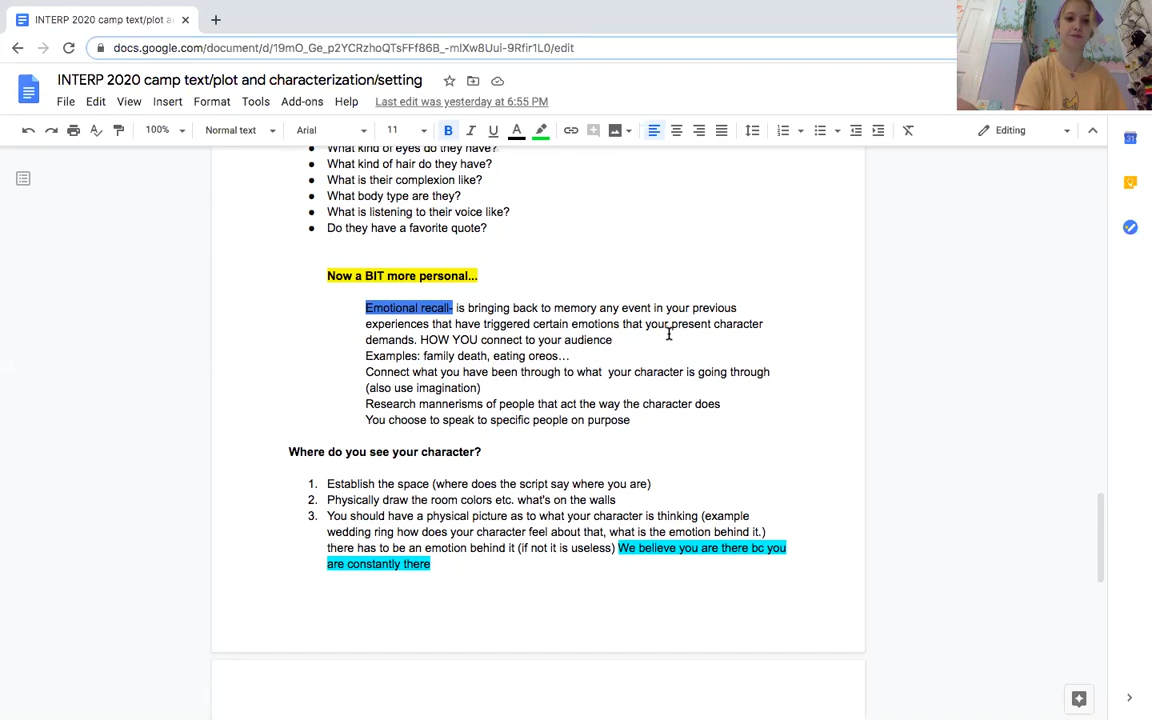 INTERP 2020 camp text/plot a
docs.google.com/document/d/19mO_Ge_p2YCRzhoQTsFFf86B_-mIXw8Uui-9Rfir1L0/edit
INTERP 2020 camp text/plot and characterization/setting
File Edit View Insert Format Tools Add-ons Help Last edit was yesterday at 6:55 PM
100% Normal text Arial 11 B I U A Editing
What kind of eyes do they have?
● What kind of hair do they have?
● What is their complexion like?
● What body type are they?
● What is listening to their voice like?
● Do they have a favorite quote?
Now a BIT more personal...
Emotional recall- is bringing back to memory any event in your previous
experiences that have triggered certain emotions that your present character
demands. HOW YOU connect to your audience
Examples: family death, eating oreos…
Connect what you have been through to what  your character is going through
(also use imagination)
Research mannerisms of people that act the way the character does
You choose to speak to specific people on purpose
Where do you see your character?
1. Establish the space (where does the script say where you are)
2. Physically draw the room colors etc. what's on the walls
3. You should have a physical picture as to what your character is thinking (example
wedding ring how does your character feel about that, what is the emotion behind it.)
there has to be an emotion behind it (if not it is useless) We believe you are there bc you
are constantly there